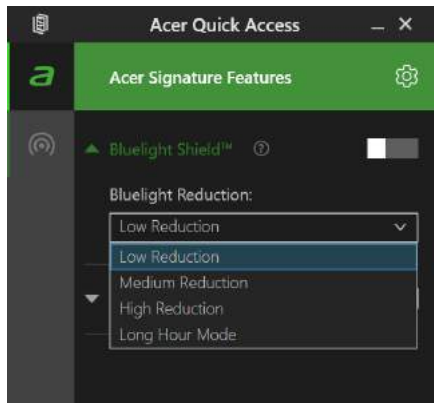 Acer Quick Access
a
Acer Signature Features
Bluelight Shield™ ?
Bluelight Reduction:
Low Reduction
Low Reduction
Medium Reduction
High Reduction
Long Hour Mode